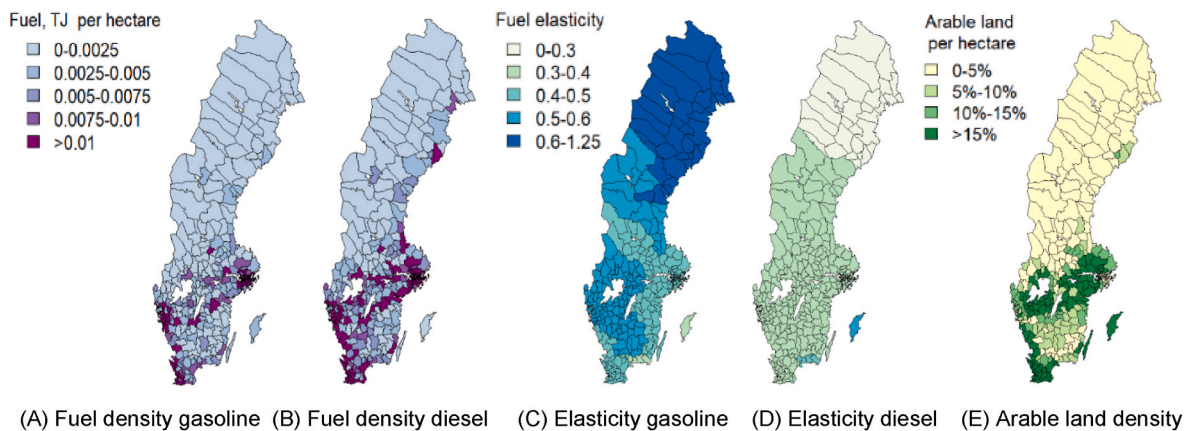 Fuel, TJ per hectare
0-0.0025
0.0025-0.005
0.005-0.0075
0.0075-0.01
>0.01
Fuel elasticity
0-0.3
0.3-0.4
0.4-0.5
0.5-0.6
0.6-1.25
Arable land
per hectare
0-5%
5%-10%
10%-15%
>15%
(A) Fuel density gasoline
(B) Fuel density diesel
(C) Elasticity gasoline
(D) Elasticity diesel
(E) Arable land density